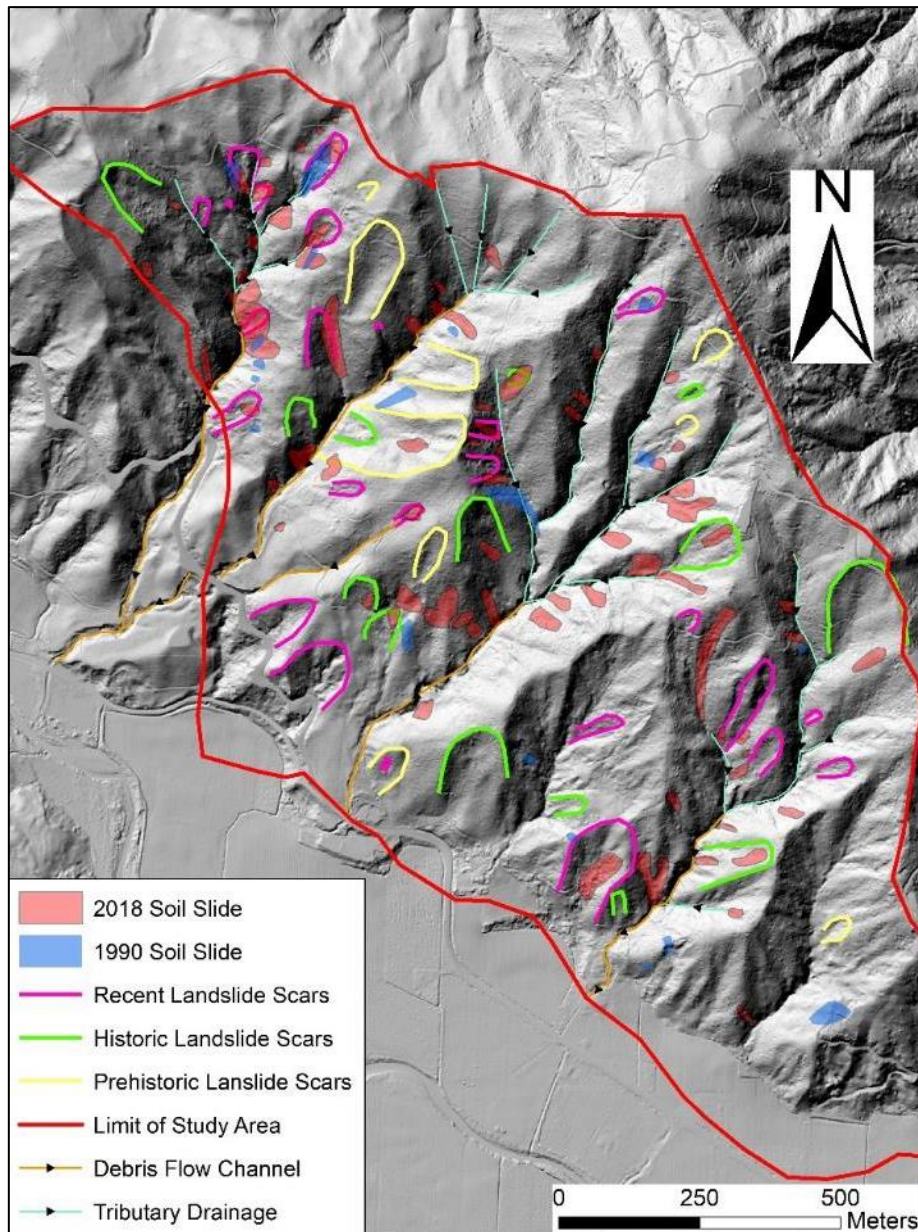 N
2018 Soil Slide
1990 Soil Slide
Recent Landslide Scars
Historic Landslide Scars
Prehistoric Lanslide Scars
Limit of Study Area
Debris Flow Channel
Tributary Drainage
0 250 500
Meters